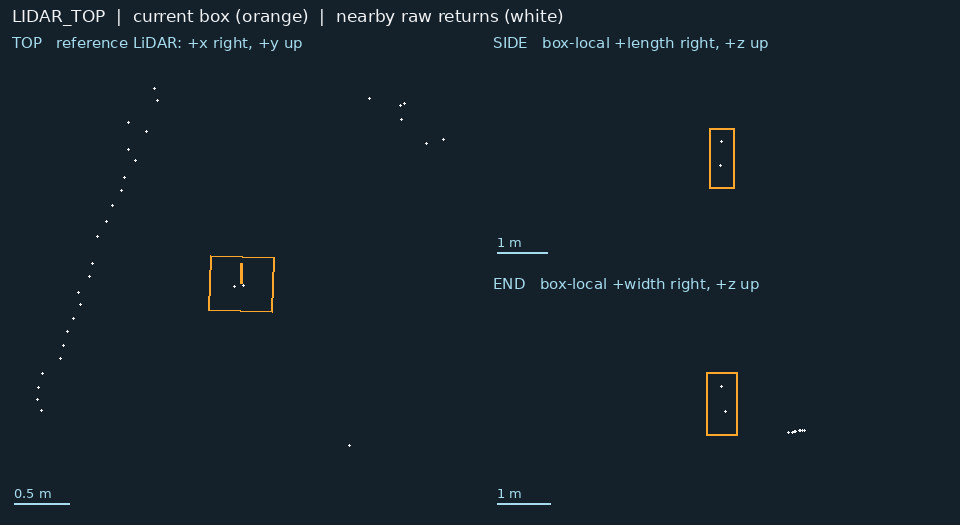 LIDAR_TOP | current box (orange) | nearby raw returns (white)
TOP reference LiDAR: +x right, +y up
SIDE box-local +length right, +z up
1 m
END box-local +width right, +z up
0.5 m
1 m